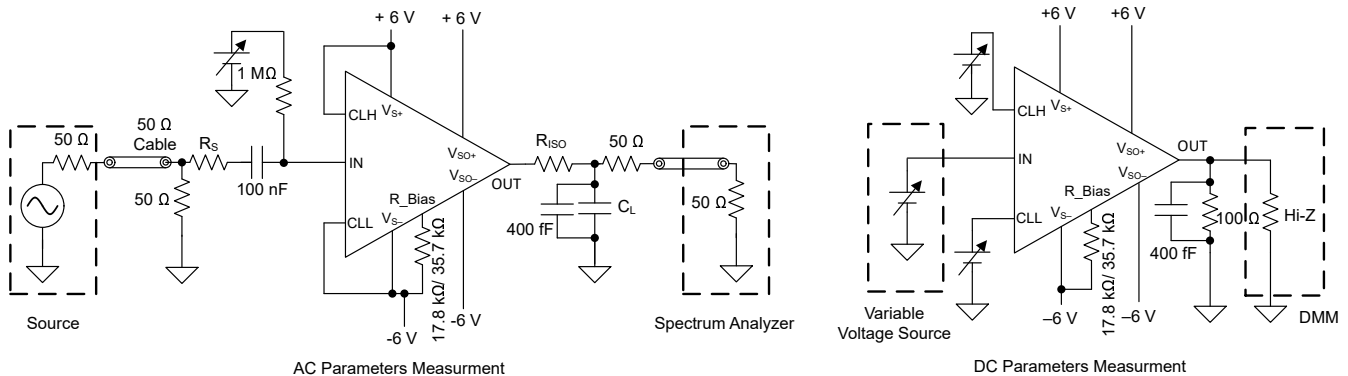 + 6 V
+ 6 V
1 MΩ
50 Ω
50 Ω
Cable
R_S
50 Ω
100 nF
CLH
V_S+
IN
V_SO+
V_SO–
OUT
R_Bias
V_S–
CLL
17.8 kΩ/ 35.7 kΩ
-6 V
-6 V
R_ISO
50 Ω
400 fF
C_L
50 Ω
Source
Spectrum Analyzer
AC Parameters Measurment
+6 V
+6 V
CLH
V_S+
IN
V_SO+
V_SO–
OUT
R_Bias
V_S–
CLL
17.8 kΩ/ 35.7 kΩ
–6 V
–6 V
400 fF
100 Ω
Hi-Z
Variable
Voltage Source
DMM
DC Parameters Measurment